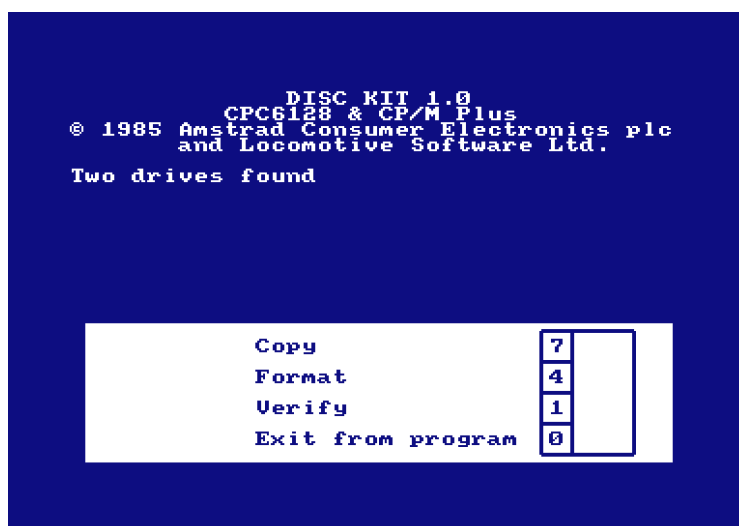 DISC KIT 1.0
CPC6128 & CP/M Plus
© 1985 Amstrad Consumer Electronics plc
and Locomotive Software Ltd.
Two drives found
Copy 7
Format 4
Verify 1
Exit from program 0